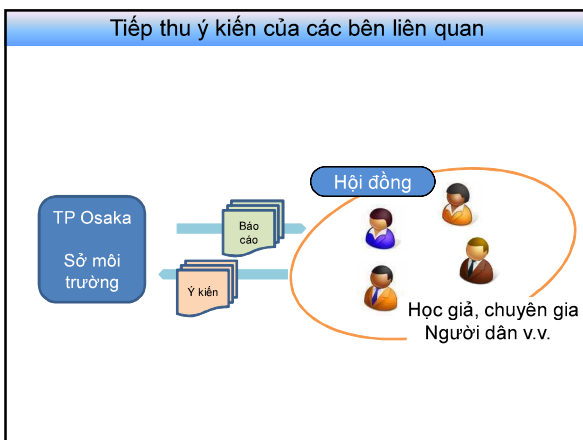 Tiếp thu ý kiến của các bên liên quan
Hội đồng
TP Osaka
Sở môi
trường
Báo
cáo
Ý kiến
Học giả, chuyên gia
Người dân v.v.